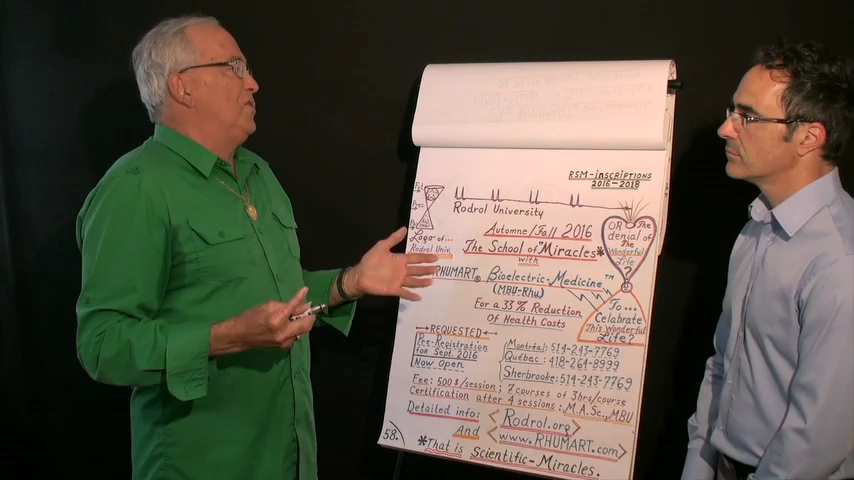 RSM-inscriptions
2016-2018
Fut.
Pres.
Rodrol University
Logo of...
Rodrol Univ.
Automne/Fall 2016
The School of "Miracles"*
with
RHUMART® Bioelectric-Medicine™
(MBU-Rhu)
For a 33% Reduction
Of Health Costs
OR The
denial of
The
Wonderful
Life
?
To...
Celebrate
This Wonderful
Life?
REQUESTED
Pre-Registration
for Sept. 2016
Now Open
Montréal: 514-243-7769
Québec: 418-264-8999
Sherbrooke: 514-243-7769
Fee: 500$/session; 7 courses of 3hrs/course
Certification after 4 sessions: M.A.Sc., MBU
Detailed info: <Rodrol.org>
And <www.RHUMART.com>
58.
*That is Scientific-Miracles.